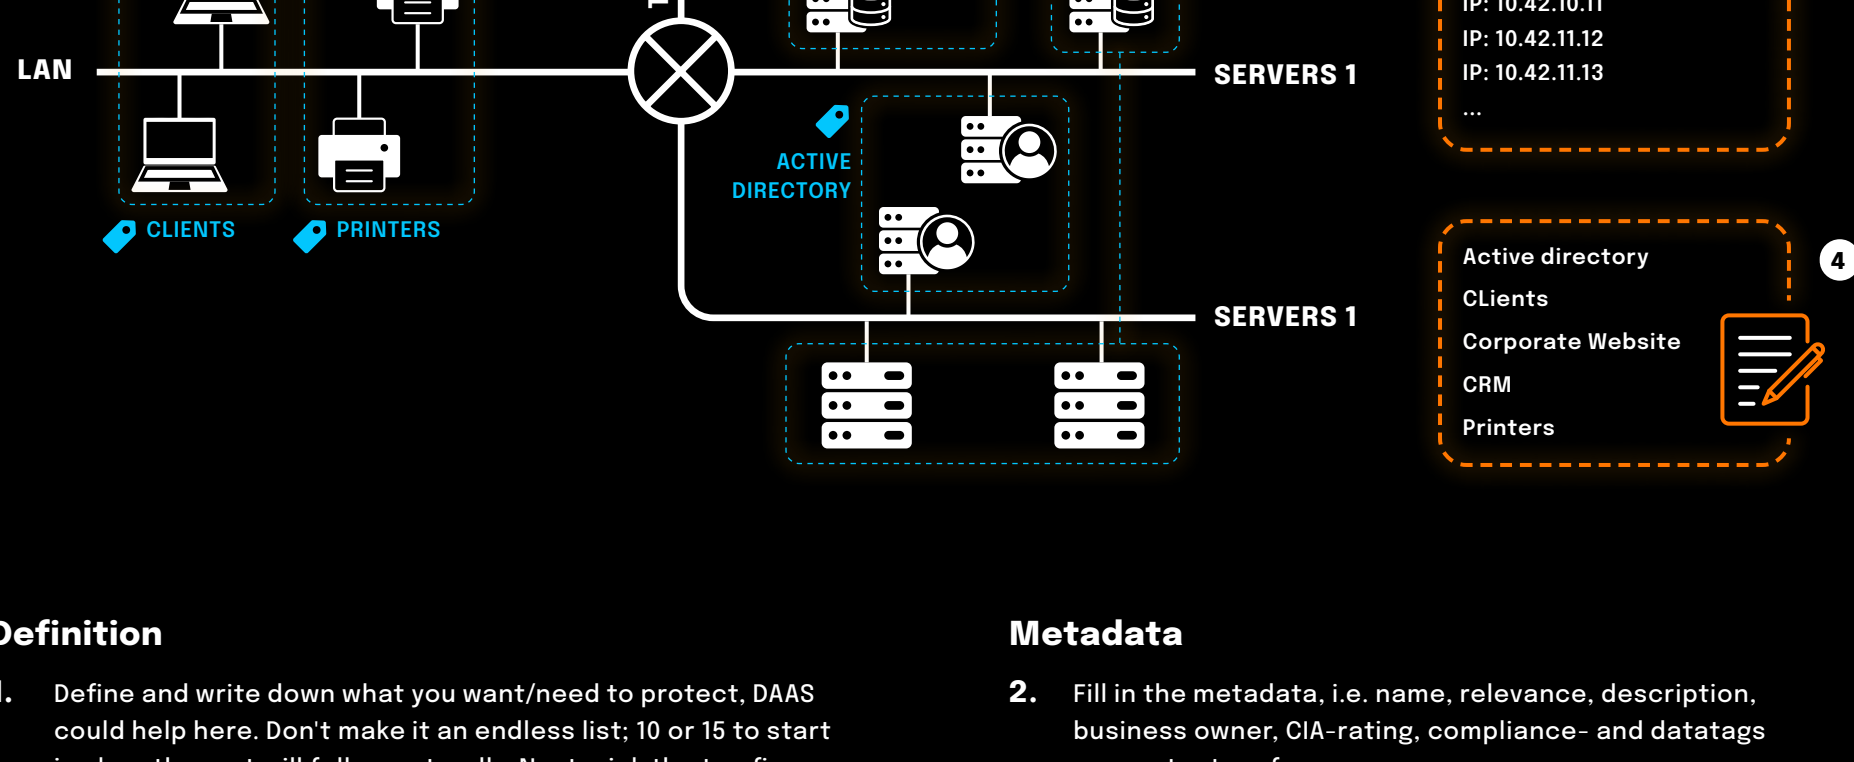 IP: 10.42.10.11
LAN
SERVERS 1
IP: 10.42.11.12
IP: 10.42.11.13
...
ACTIVE
DIRECTORY
CLIENTS
PRINTERS
SERVERS 1
Active directory
CLients
Corporate Website
CRM
Printers
4
Definition
1. Define and write down what you want/need to protect, DAAS
could help here. Don't make it an endless list; 10 or 15 to start
Metadata
2. Fill in the metadata, i.e. name, relevance, description,
business owner, CIA-rating, compliance- and datatags